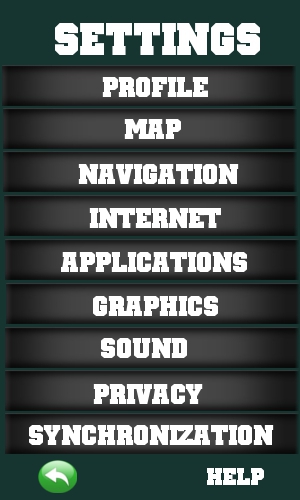 SETTINGS
PROFILE
MAP
NAVIGATION
INTERNET
APPLICATIONS
GRAPHICS
SOUND
PRIVACY
SYNCHRONIZATION
HELP